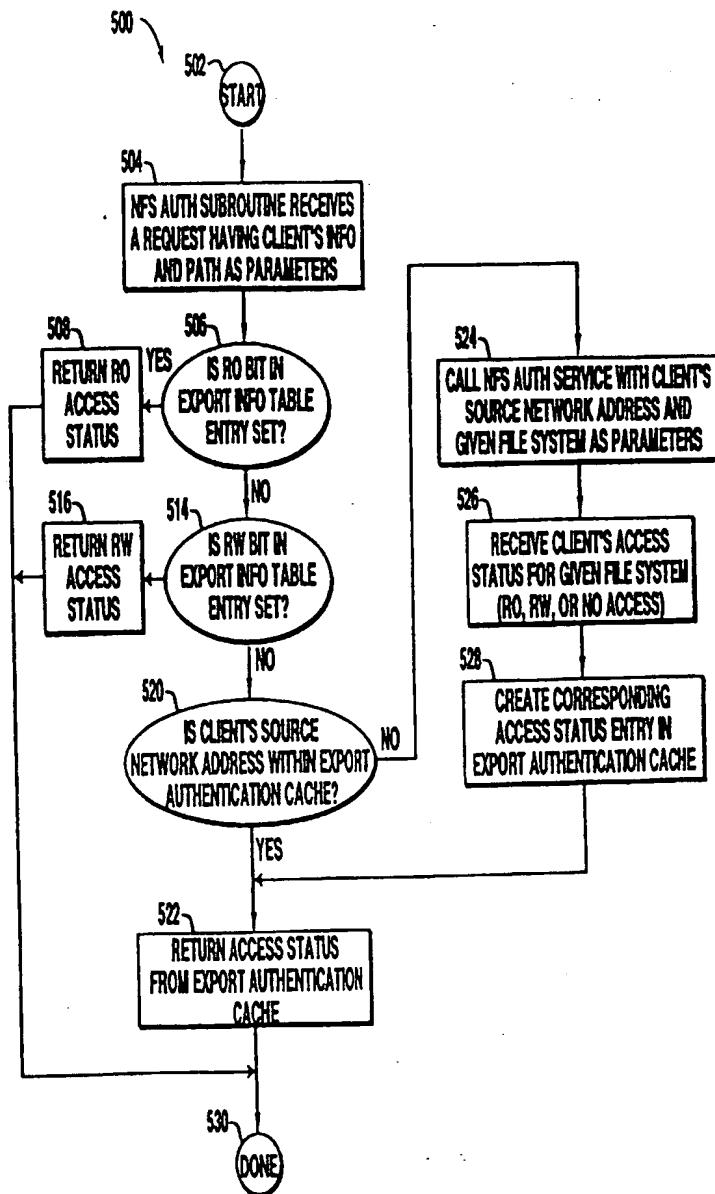 500
502
START
504
NFS AUTH SUBROUTINE RECEIVES
A REQUEST HAVING CLIENT'S INFO
AND PATH AS PARAMETERS
508
RETURN RO
ACCESS
STATUS
YES
506
IS RO BIT IN
EXPORT INFO TABLE
ENTRY SET?
NO
516
RETURN RW
ACCESS
STATUS
514
IS RW BIT IN
EXPORT INFO TABLE
ENTRY SET?
NO
520
IS CLIENT'S SOURCE
NETWORK ADDRESS WITHIN EXPORT
AUTHENTICATION CACHE?
NO
YES
524
CALL NFS AUTH SERVICE WITH CLIENT'S
SOURCE NETWORK ADDRESS AND
GIVEN FILE SYSTEM AS PARAMETERS
526
RECEIVE CLIENT'S ACCESS
STATUS FOR GIVEN FILE SYSTEM
(RO, RW, OR NO ACCESS)
528
CREATE CORRESPONDING
ACCESS STATUS ENTRY IN
EXPORT AUTHENTICATION CACHE
522
RETURN ACCESS STATUS
FROM EXPORT AUTHENTICATION
CACHE
530
DONE